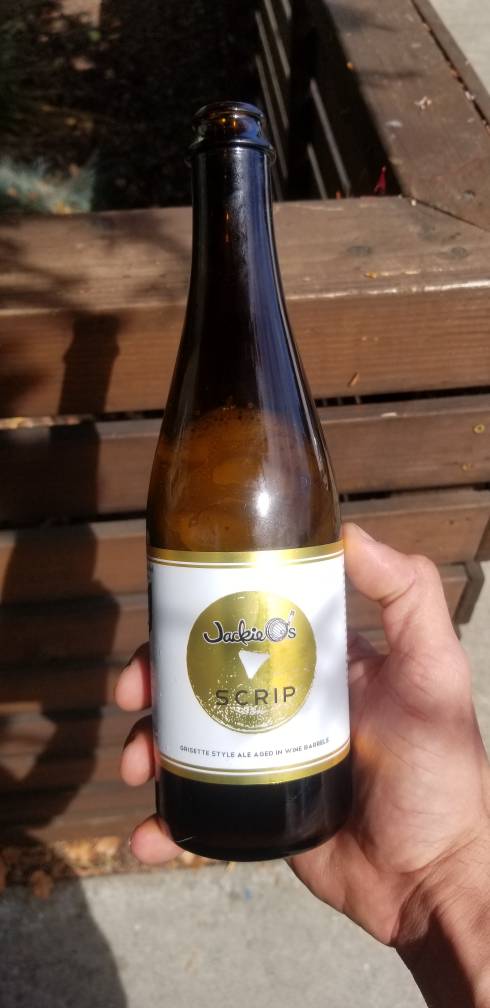 Jackie O's
SCRIP
GRISETTE STYLE ALE AGED IN WINE BARRELS